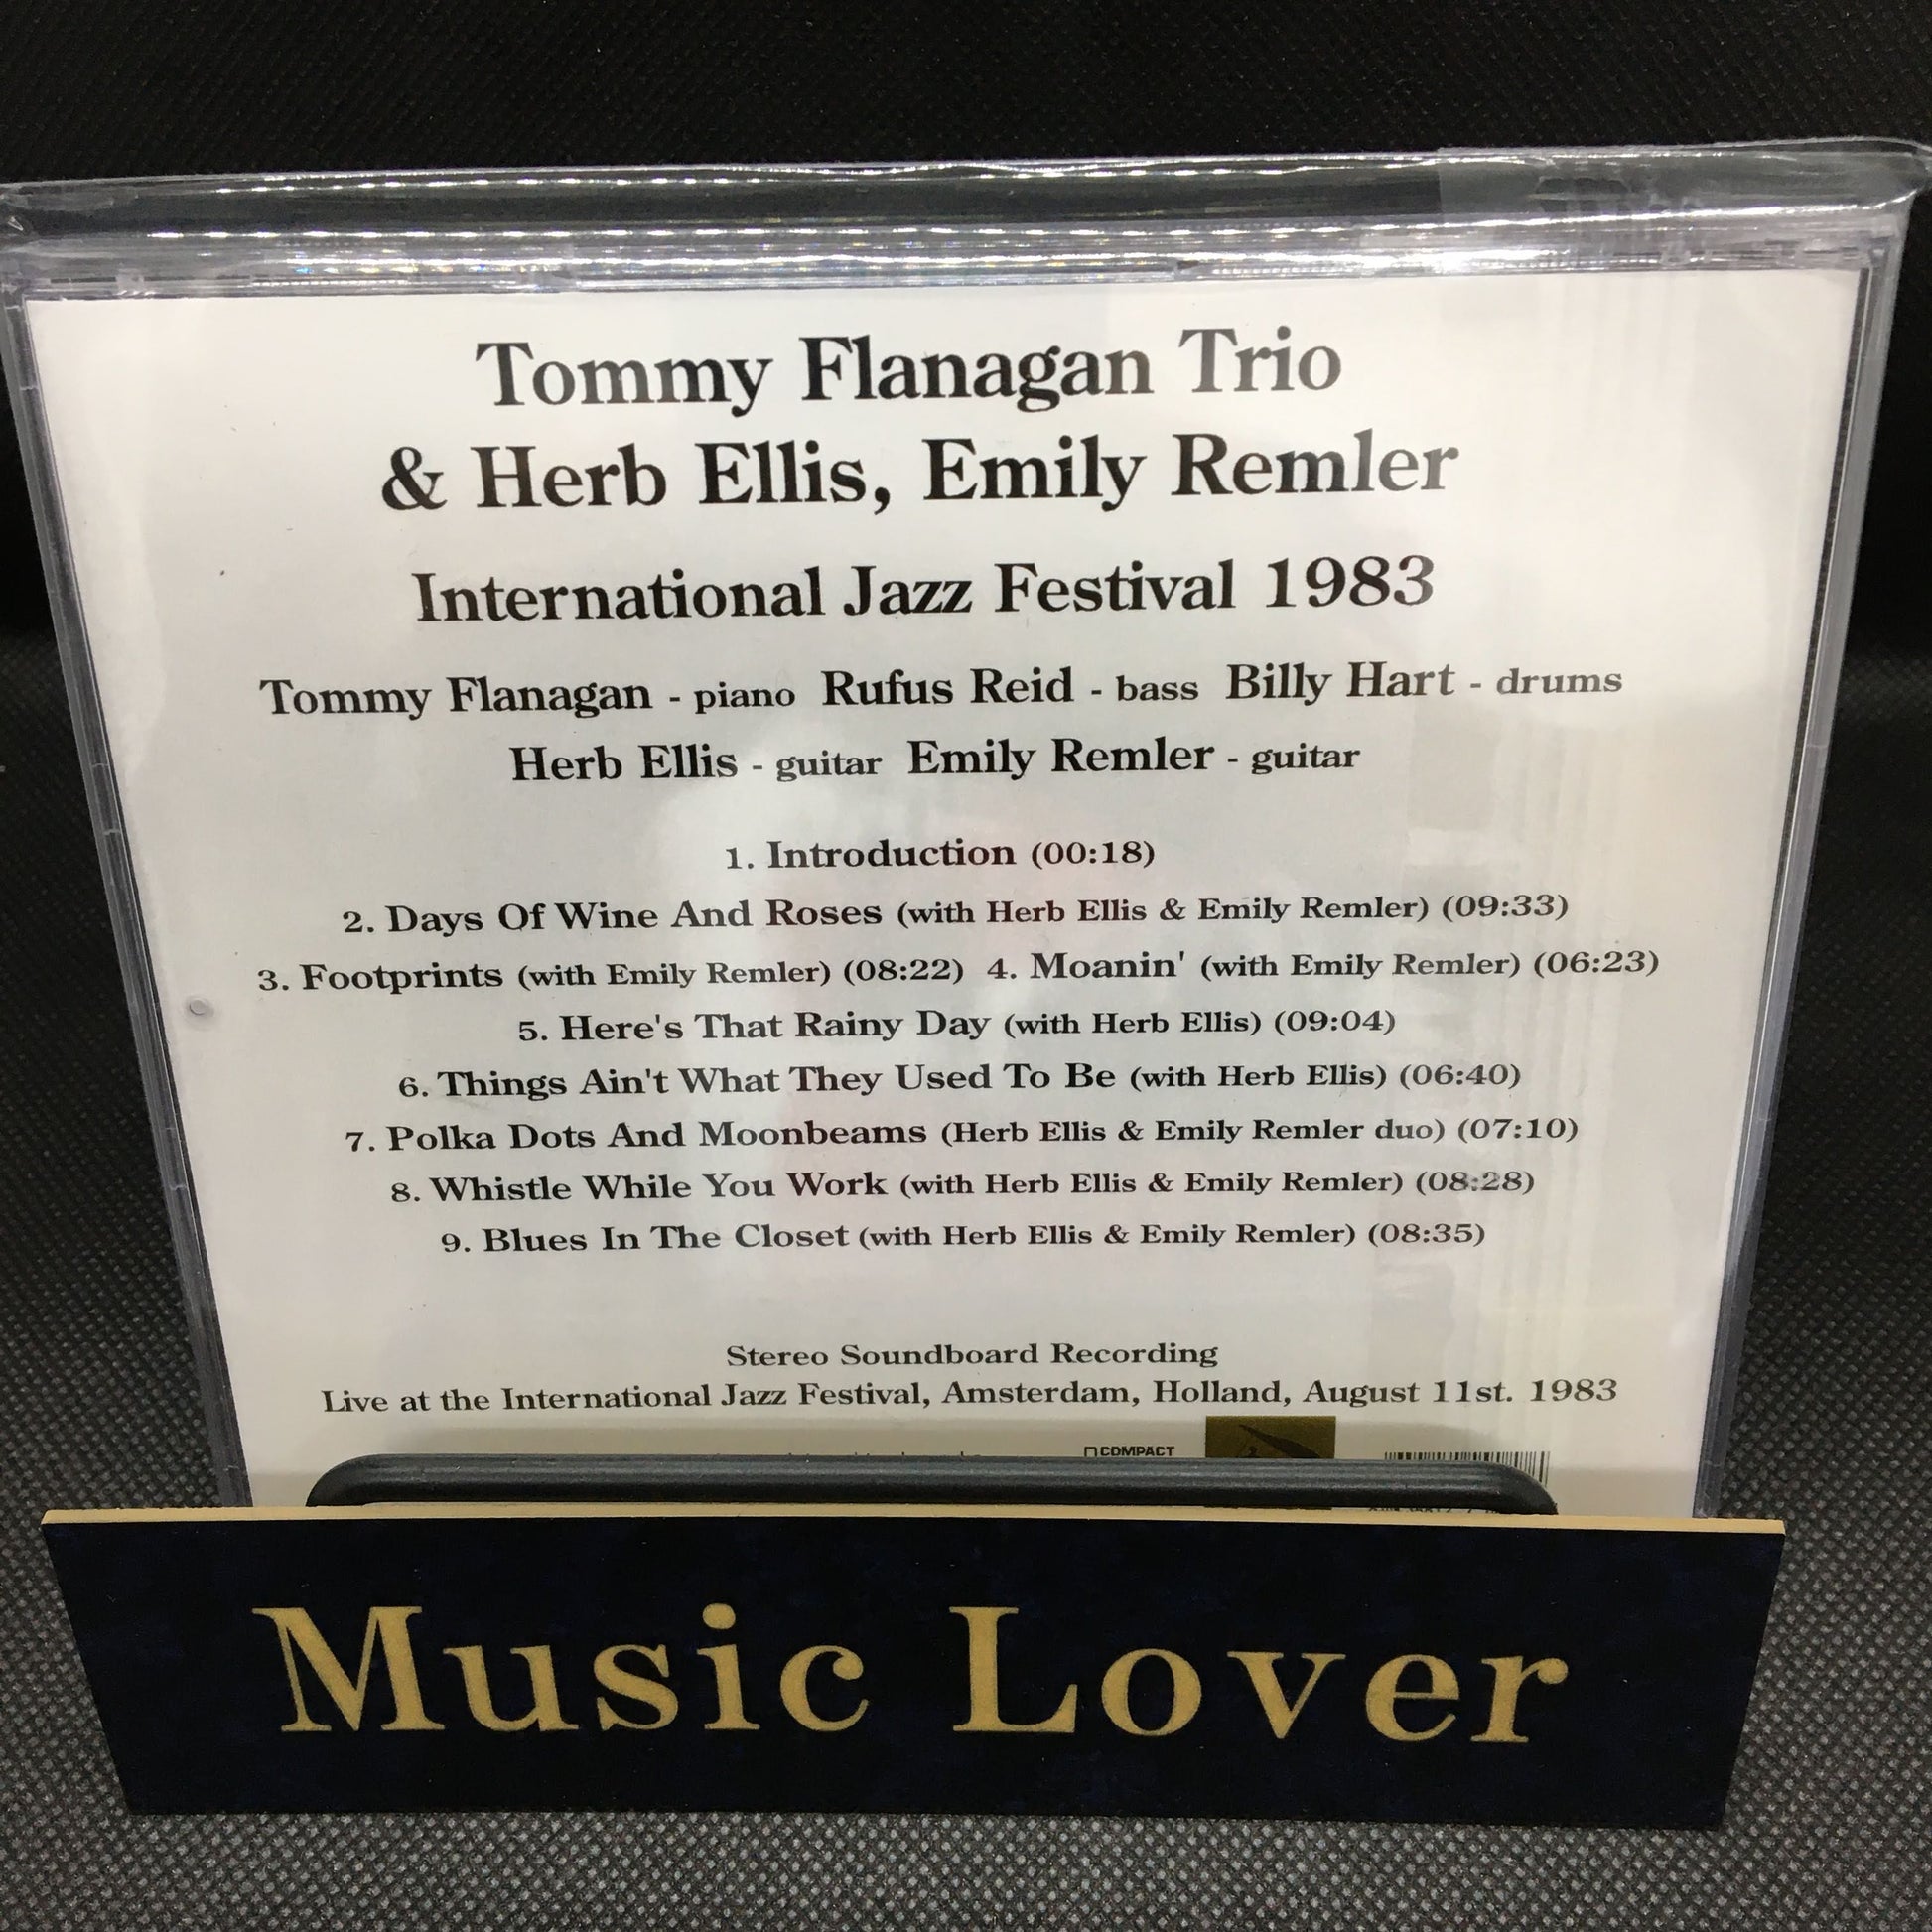 Tommy Flanagan Trio
& Herb Ellis, Emily Remler
International Jazz Festival 1983
Tommy Flanagan - piano Rufus Reid - bass Billy Hart - drums
Herb Ellis - guitar Emily Remler - guitar
1. Introduction (00:18)
2. Days Of Wine And Roses (with Herb Ellis & Emily Remler) (09:33)
3. Footprints (with Emily Remler) (08:22) 4. Moanin' (with Emily Remler) (06:23)
5. Here's That Rainy Day (with Herb Ellis) (09:04)
6. Things Ain't What They Used To Be (with Herb Ellis) (06:40)
7. Polka Dots And Moonbeams (Herb Ellis & Emily Remler duo) (07:10)
8. Whistle While You Work (with Herb Ellis & Emily Remler) (08:28)
9. Blues In The Closet (with Herb Ellis & Emily Remler) (08:35)
Stereo Soundboard Recording
Live at the International Jazz Festival, Amsterdam, Holland, August 11st. 1983
COMPACT
Music Lover